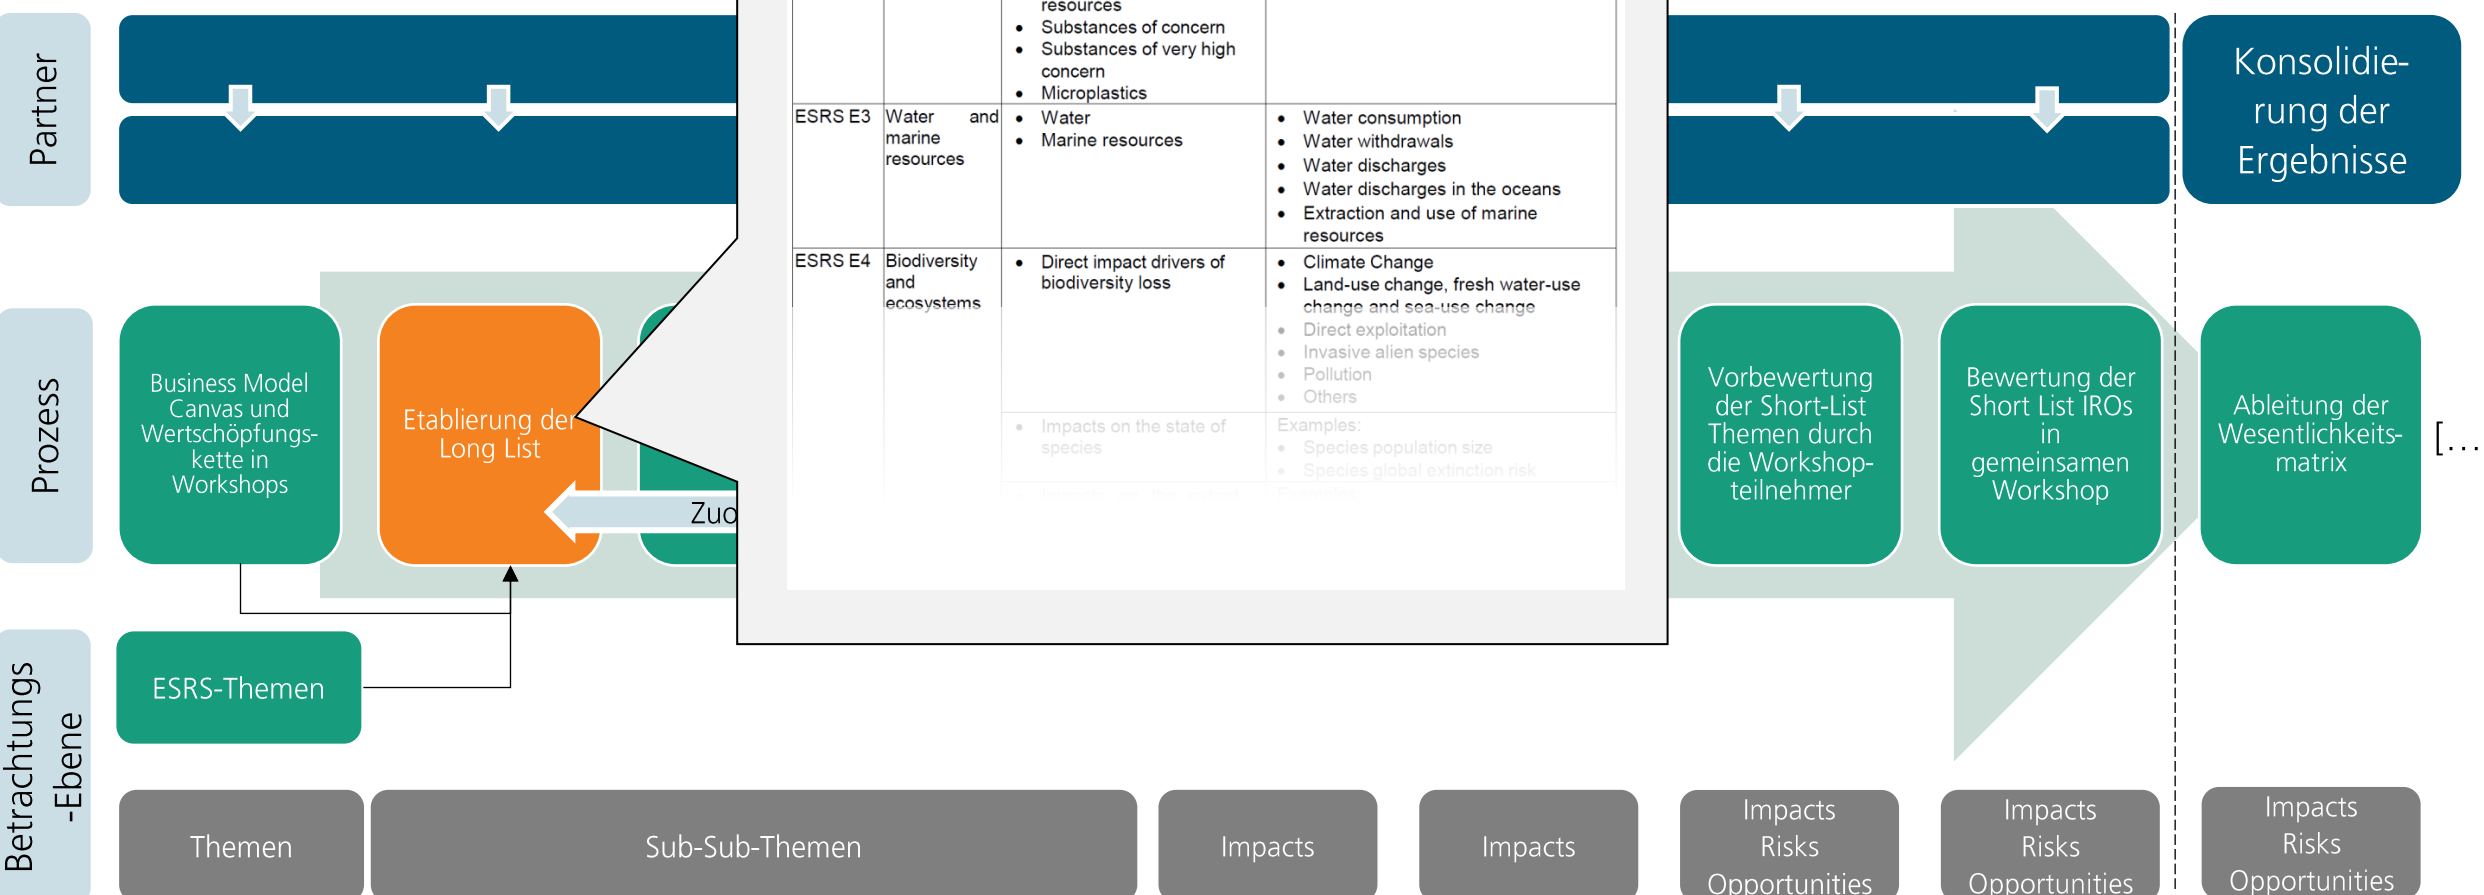 Partner
Konsolidie-
rung der
Ergebnisse
resources
• Substances of concern
• Substances of very high
concern
• Microplastics
ESRS E3
Water and
marine
resources
• Water
• Marine resources
• Water consumption
• Water withdrawals
• Water discharges
• Water discharges in the oceans
• Extraction and use of marine
resources
ESRS E4
Biodiversity
and
ecosystems
• Direct impact drivers of
biodiversity loss
• Climate Change
• Land-use change, fresh water-use
change and sea-use change
• Direct exploitation
• Invasive alien species
• Pollution
• Others
• Impacts on the state of
species
Examples:
• Species population size
• Species global extinction risk
Prozess
Business Model
Canvas und
Wertschöpfungs-
kette in
Workshops
Etablierung der
Long List
Zuo
Vorbewertung
der Short-List
Themen durch
die Workshop-
teilnehmer
Bewertung der
Short List IROs
in
gemeinsamen
Workshop
Ableitung der
Wesentlichkeits-
matrix
[...
Betrachtungs
-Ebene
ESRS-Themen
Themen
Sub-Sub-Themen
Impacts
Impacts
Impacts
Risks
Opportunities
Impacts
Risks
Opportunities
Impacts
Risks
Opportunities